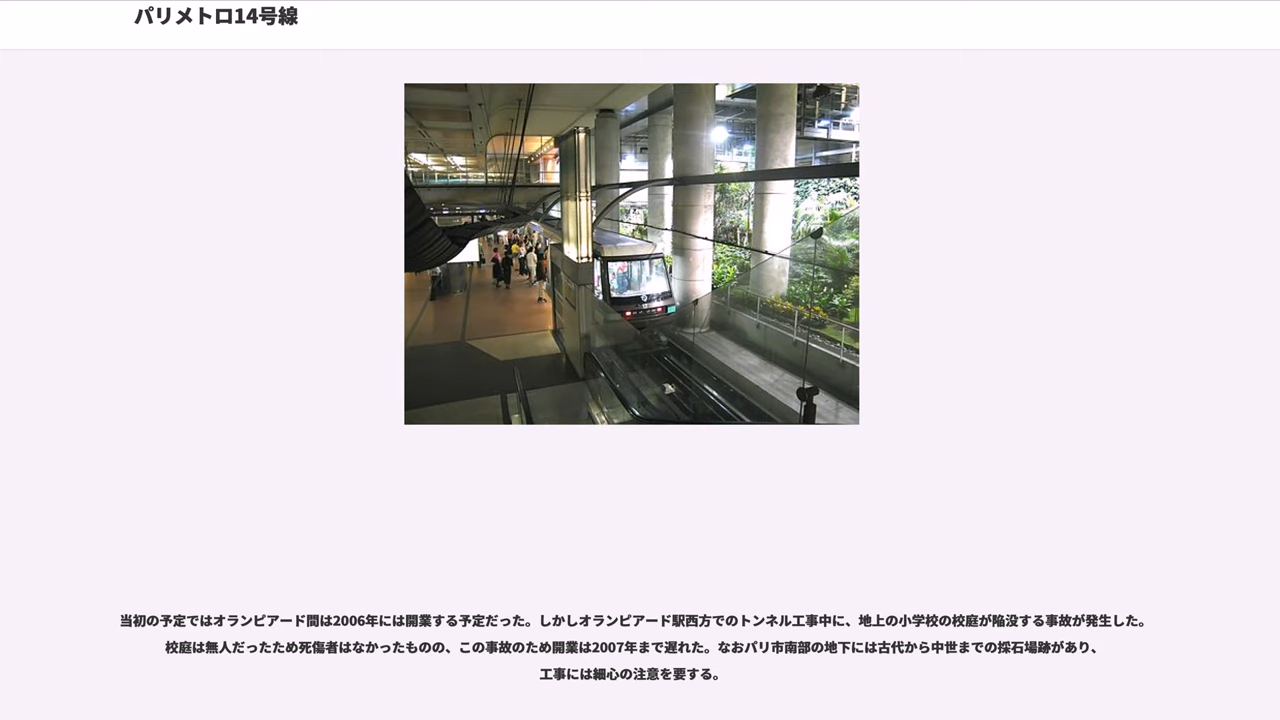 パリメトロ14号線
当初の予定ではオランピアード間は2006年には開業する予定だった。しかしオランピアード駅西方でのトンネル工事中に、地上の小学校の校庭が陥没する事故が発生した。
校庭は無人だったため死傷者はなかったものの、この事故のため開業は2007年まで遅れた。なおパリ市南部の地下には古代から中世までの採石場跡があり、
工事には細心の注意を要する。